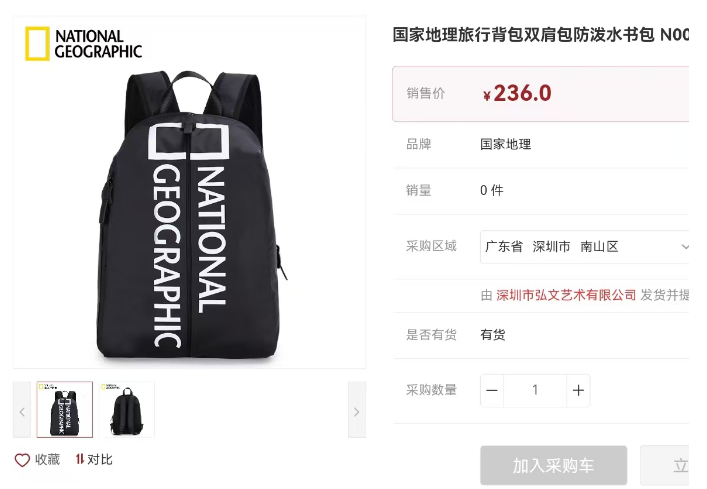 NATIONAL
GEOGRAPHIC
NATIONAL
GEOGRAPHIC
收藏
对比
国家地理旅行背包双肩包防泼水书包 N00
销售价
¥236.0
品牌
国家地理
销量
0 件
采购区域
广东省 深圳市 南山区
由 深圳市弘文艺术有限公司 发货并提
是否有货
有货
采购数量
1
加入采购车
立